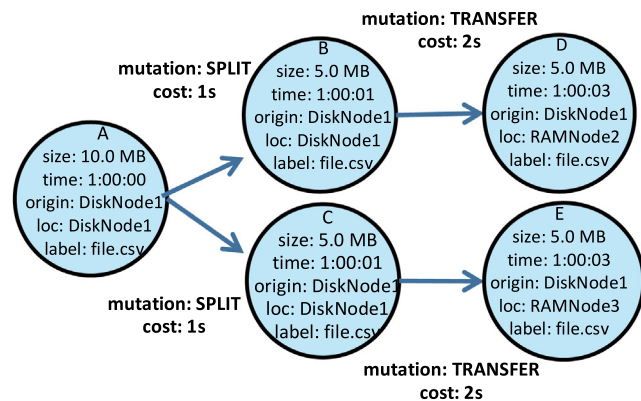 mutation: TRANSFER
cost: 2s
mutation: SPLIT
cost: 1s
B
size: 5.0 MB
time: 1:00:01
origin: DiskNode1
loc: DiskNode1
label: file.csv
D
size: 5.0 MB
time: 1:00:03
origin: DiskNode1
loc: RAMNode2
label: file.csv
A
size: 10.0 MB
time: 1:00:00
origin: DiskNode1
loc: DiskNode1
label: file.csv
C
size: 5.0 MB
time: 1:00:01
origin: DiskNode1
loc: DiskNode1
label: file.csv
E
size: 5.0 MB
time: 1:00:03
origin: DiskNode1
loc: RAMNode3
label: file.csv
mutation: SPLIT
cost: 1s
mutation: TRANSFER
cost: 2s